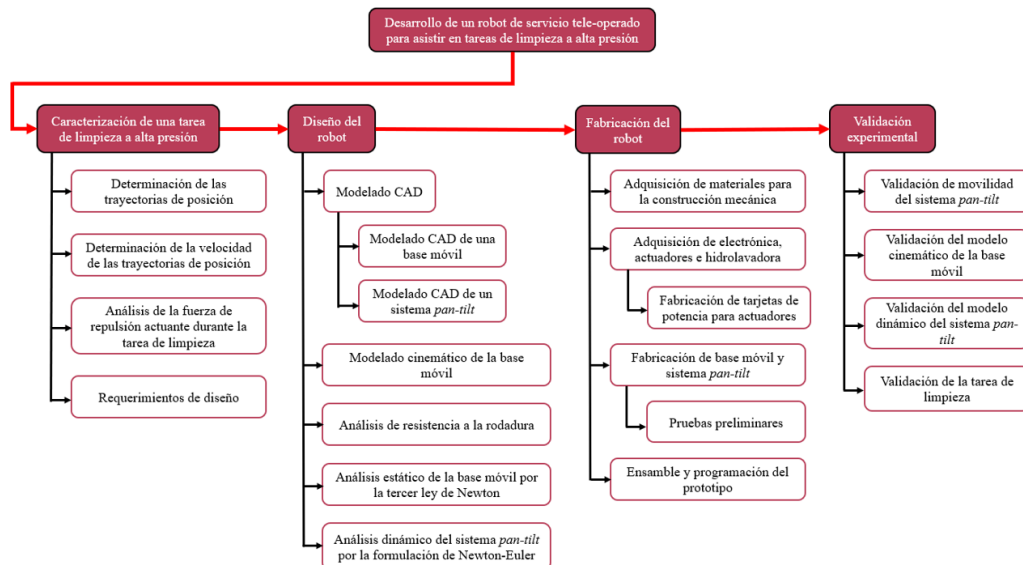 Desarrollo de un robot de servicio tele-operado
para asistir en tareas de limpieza a alta presión
Caracterización de una tarea
de limpieza a alta presión
Determinación de las
trayectorias de posición
Determinación de la velocidad
de las trayectorias de posición
Análisis de la fuerza de
repulsión actuante durante la
tarea de limpieza
Requerimientos de diseño
Diseño del
robot
Modelado CAD
Modelado CAD de una
base móvil
Modelado CAD de un
sistema pan-tilt
Modelado cinemático de la base
móvil
Análisis de resistencia a la rodadura
Análisis estático de la base móvil por
la tercer ley de Newton
Análisis dinámico del sistema pan-tilt
por la formulación de Newton-Euler
Fabricación del
robot
Adquisición de materiales para
la construcción mecánica
Adquisición de electrónica,
actuadores e hidrolavadora
Fabricación de tarjetas de
potencia para actuadores
Fabricación de base móvil y
sistema pan-tilt
Pruebas preliminares
Ensamble y programación del
prototipo
Validación
experimental
Validación de movilidad
del sistema pan-tilt
Validación del modelo
cinemático de la base
móvil
Validación del modelo
dinámico del sistema pan-
tilt
Validación de la tarea de
limpieza